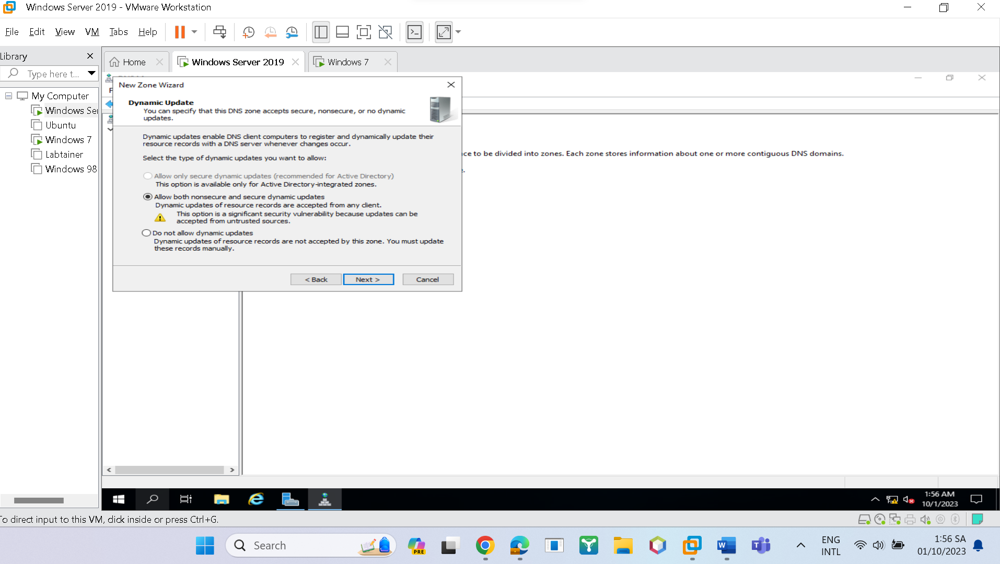 Windows Server 2019 - VMware Workstation
File Edit View VM Tabs Help
Library
Type here t...
Home
Windows Server 2019
Windows 7
My Computer
Windows Ser
Ubuntu
Windows 7
Labtainer
Windows 98
New Zone Wizard
Dynamic Update
You can specify that this DNS zone accepts secure, nonsecure, or no dynamic
updates.
Dynamic updates enable DNS client computers to register and dynamically update their
resource records with a DNS server whenever changes occur.
Select the type of dynamic updates you want to allow:
Allow only secure dynamic updates (recommended for Active Directory)
This option is available only for Active Directory-integrated zones.
Allow both nonsecure and secure dynamic updates
Dynamic updates of resource records are accepted from any client.
This option is a significant security vulnerability because updates can be
accepted from untrusted sources.
Do not allow dynamic updates
Dynamic updates of resource records are not accepted by this zone. You must update
these records manually.
< Back
Next >
Cancel
ce to be divided into zones. Each zone stores information about one or more contiguous DNS domains.
1:56 AM
10/1/2023
To direct input to this VM, click inside or press Ctrl+G.
Search
PRE
ENG
INTL
1:56 SA
01/10/2023